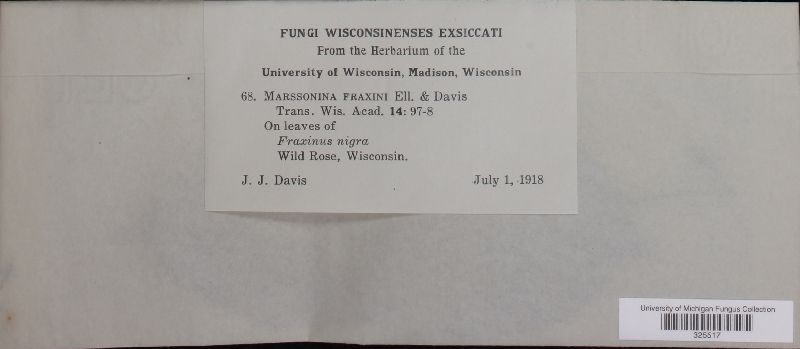 FUNGI WISCONSINENSES EXSICCATI
From the Herbarium of the
University of Wisconsin, Madison, Wisconsin
68. MARSSONINA FRAXINI Ell. & Davis
Trans. Wis. Acad. 14: 97-8
On leaves of
Fraxinus nigra
Wild Rose, Wisconsin.
J. J. Davis July 1, 1918
University of Michigan Fungus Collection
325517